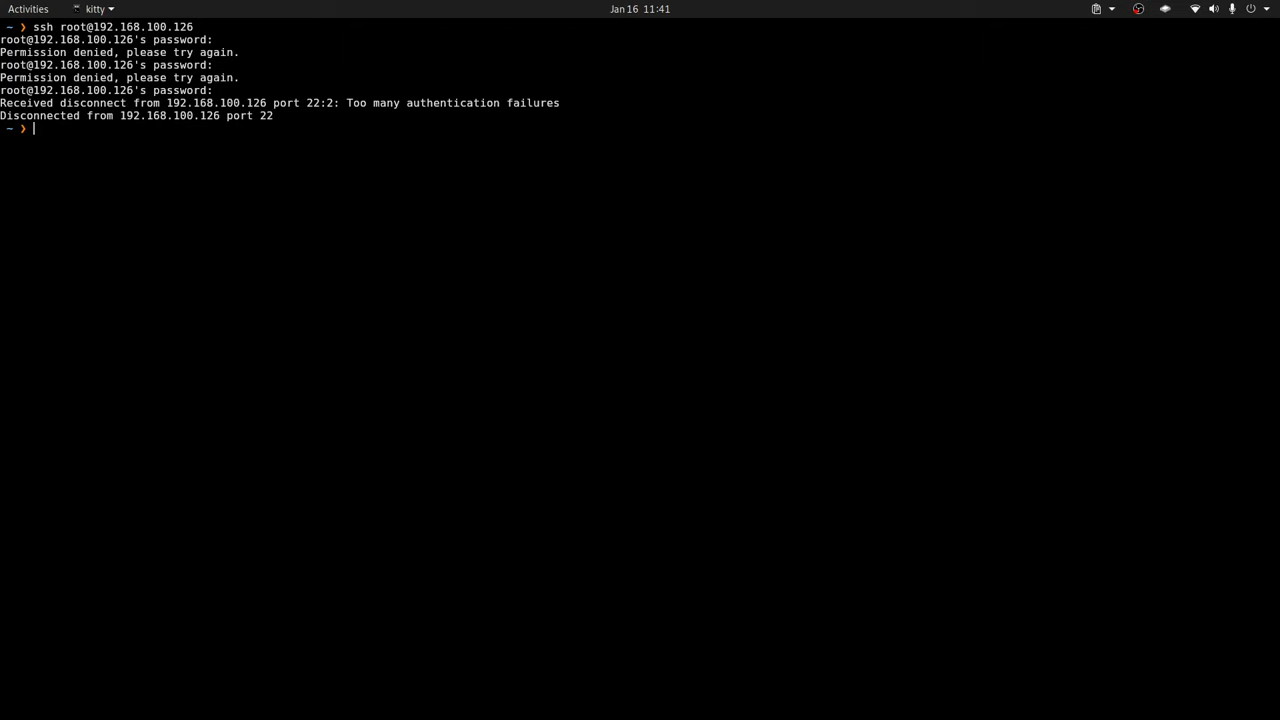 Activities kitty Jan 16 11:41
~ ❯ ssh root@192.168.100.126
root@192.168.100.126's password:
Permission denied, please try again.
root@192.168.100.126's password:
Permission denied, please try again.
root@192.168.100.126's password:
Received disconnect from 192.168.100.126 port 22:2: Too many authentication failures
Disconnected from 192.168.100.126 port 22
~ ❯